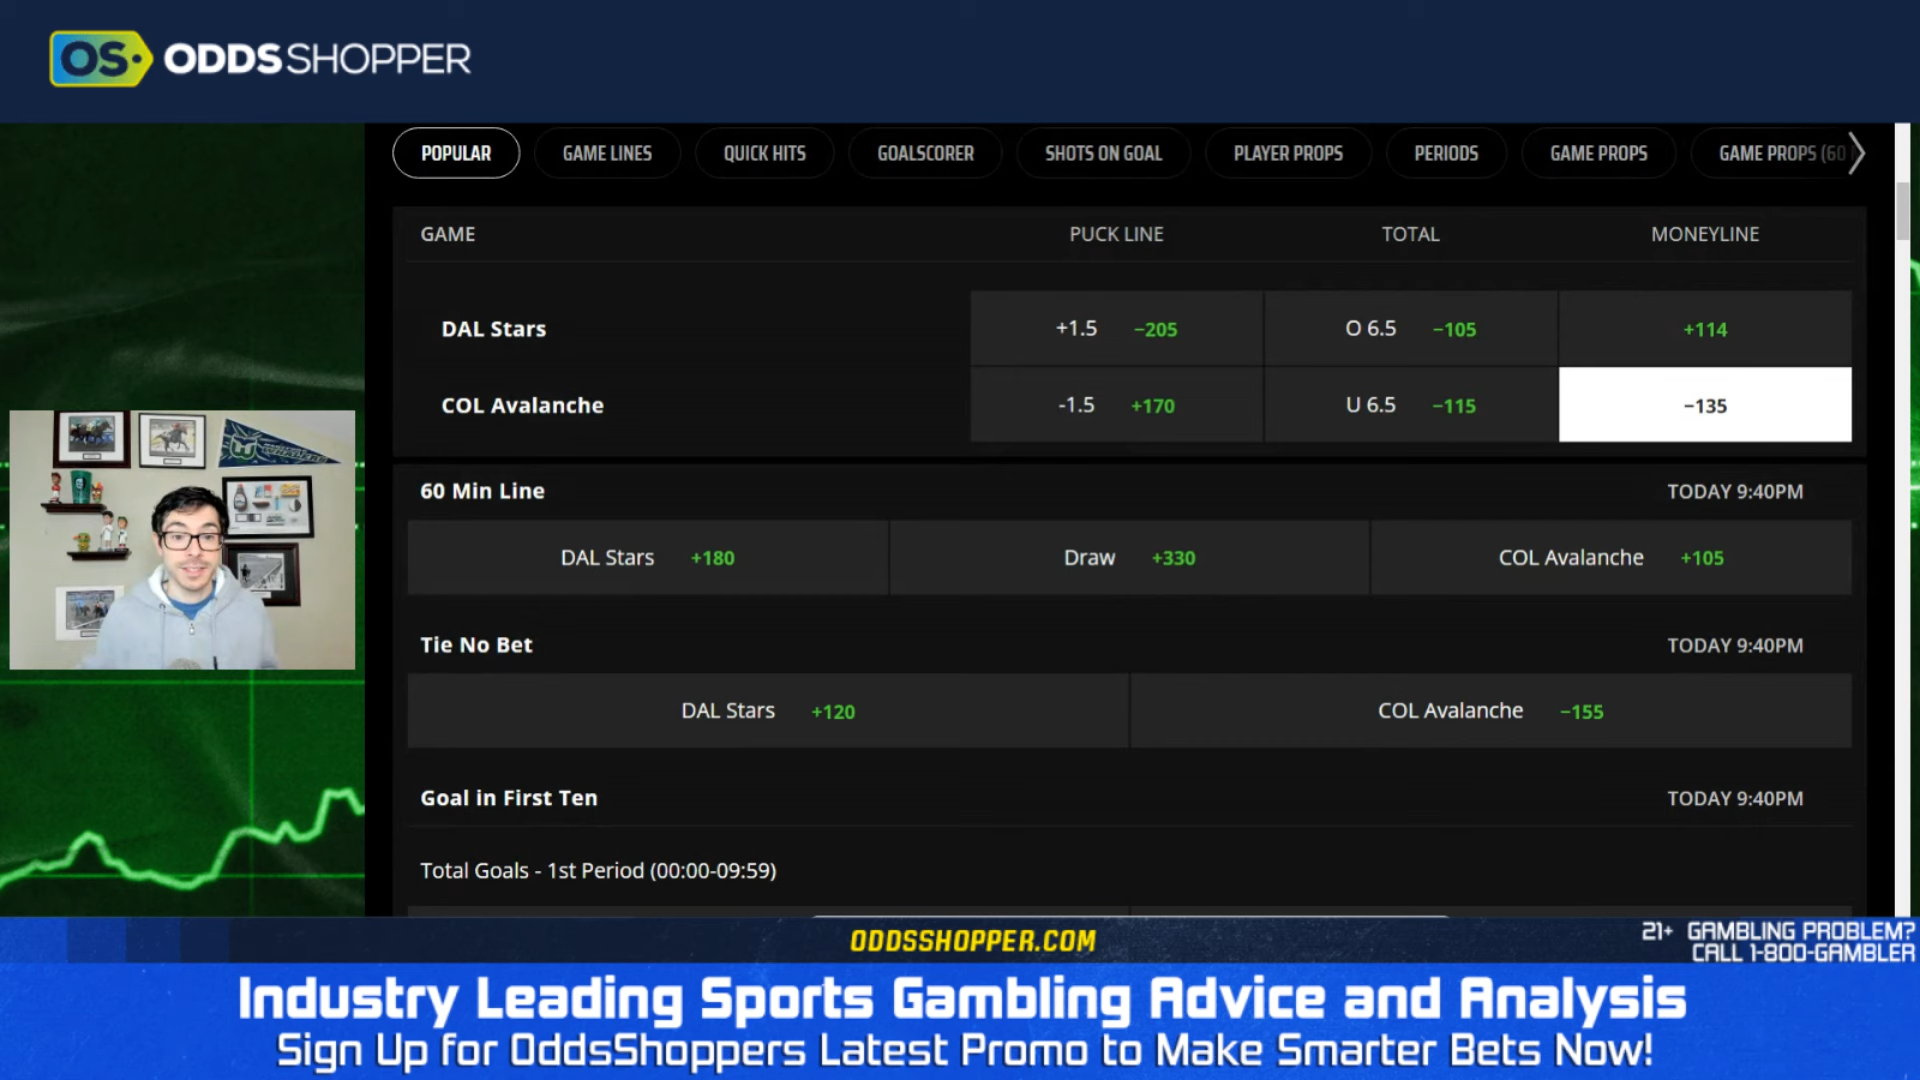 OS ODDSSHOPPER
POPULAR GAME LINES QUICK HITS GOALSCORER SHOTS ON GOAL PLAYER PROPS PERIODS GAME PROPS GAME PROPS (60
GAME PUCK LINE TOTAL MONEYLINE
DAL Stars +1.5 −205 O 6.5 −105 +114
COL Avalanche -1.5 +170 U 6.5 −115 −135
60 Min Line TODAY 9:40PM
DAL Stars +180 Draw +330 COL Avalanche +105
Tie No Bet TODAY 9:40PM
DAL Stars +120 COL Avalanche −155
Goal in First Ten TODAY 9:40PM
Total Goals - 1st Period (00:00-09:59)
ODDSSHOPPER.COM
21+ GAMBLING PROBLEM?
CALL 1-800-GAMBLER
Industry Leading Sports Gambling Advice and Analysis
Sign Up for OddsShoppers Latest Promo to Make Smarter Bets Now!